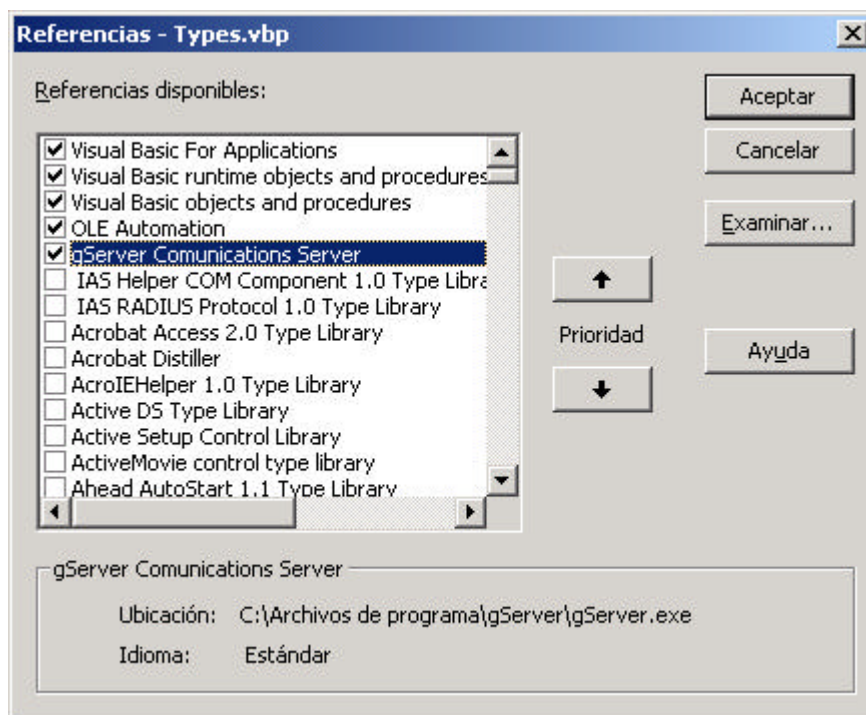 Referencias - Types.vbp
Referencias disponibles:
Visual Basic For Applications
Visual Basic runtime objects and procedures
Visual Basic objects and procedures
OLE Automation
gServer Comunications Server
IAS Helper COM Component 1.0 Type Libra
IAS RADIUS Protocol 1.0 Type Library
Acrobat Access 2.0 Type Library
Acrobat Distiller
AcroIEHelper 1.0 Type Library
Active DS Type Library
Active Setup Control Library
ActiveMovie control type library
Ahead AutoStart 1.1 Type Library
Prioridad
Aceptar
Cancelar
Examinar...
Ayuda
gServer Comunications Server
Ubicación: C:\Archivos de programa\gServer\gServer.exe
Idioma: Estándar